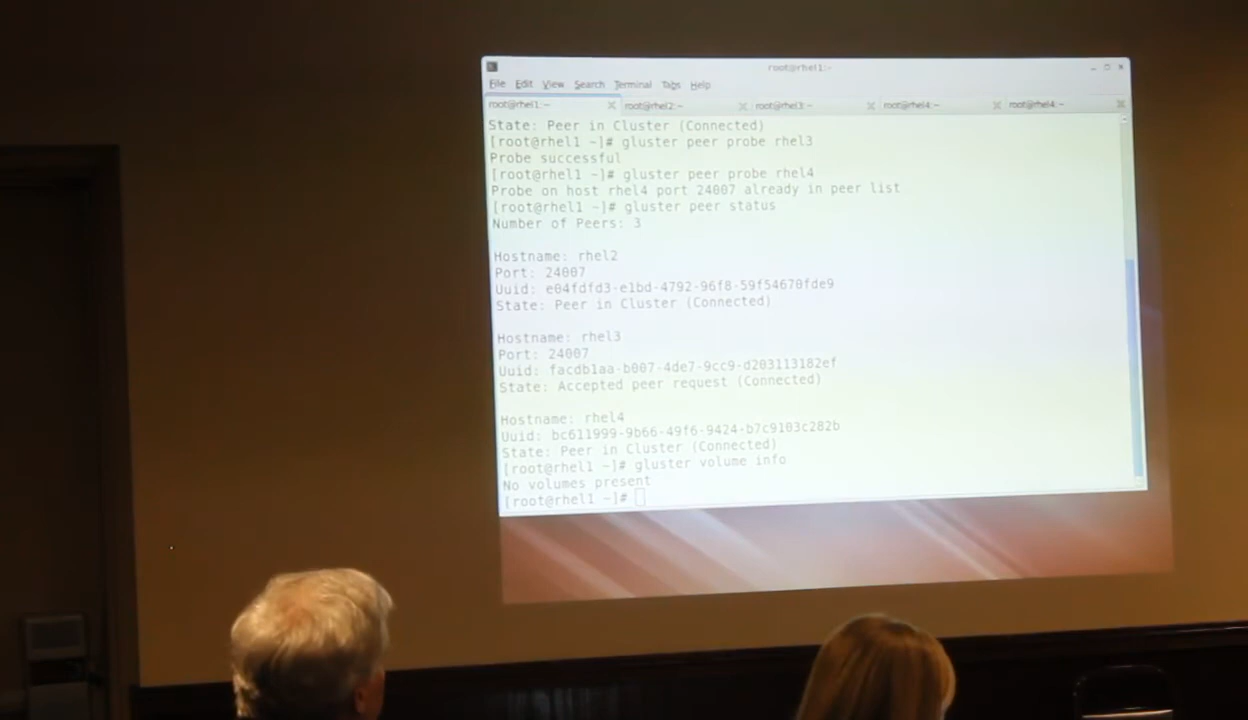 root@rhel1:~
File Edit View Search Terminal Tabs Help
root@rhel1:~ root@rhel2:~ root@rhel3:~ root@rhel4:~ root@rhel4:~
State: Peer in Cluster (Connected)
[root@rhel1 ~]# gluster peer probe rhel3
Probe successful
[root@rhel1 ~]# gluster peer probe rhel4
Probe on host rhel4 port 24007 already in peer list
[root@rhel1 ~]# gluster peer status
Number of Peers: 3
Hostname: rhel2
Port: 24007
Uuid: e04fdfd3-e1bd-4792-96f8-59f54670fde9
State: Peer in Cluster (Connected)
Hostname: rhel3
Port: 24007
Uuid: facdb1aa-b007-4de7-9cc9-d203113182ef
State: Accepted peer request (Connected)
Hostname: rhel4
Uuid: bc611999-9b66-49f6-9424-b7c9103c282b
State: Peer in Cluster (Connected)
[root@rhel1 ~]# gluster volume info
No volumes present
[root@rhel1 ~]#